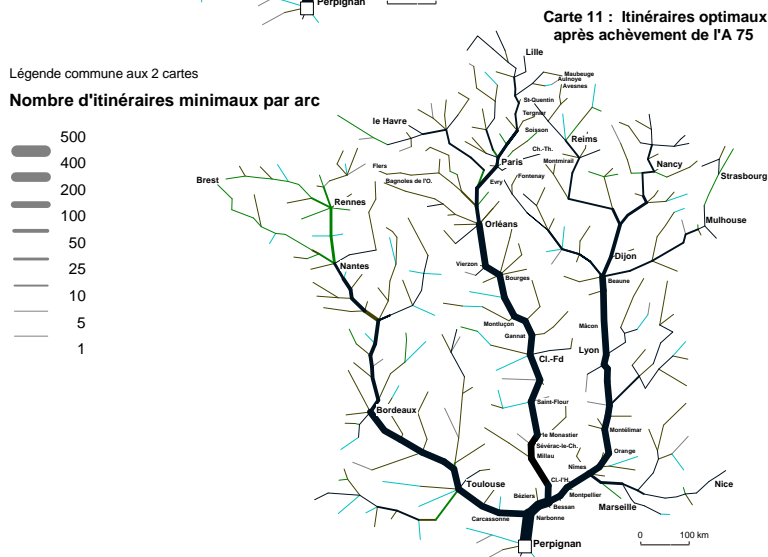 Perpignan
Carte 11 : Itinéraires optimaux
après achèvement de l'A 75
Légende commune aux 2 cartes
Nombre d'itinéraires minimaux par arc
500
400
200
100
50
25
10
5
1
Lille
Maubeuge
Aulnoye
Avesnes
St-Quentin
Tergnier
le Havre
Soisson
Reims
Ch.-Th.
Flers
Paris
Montmirail
Nancy
Bagnoles de l'O.
Evry
Fontenay
Strasbourg
Brest
Rennes
Orléans
Mulhouse
Nantes
Vierzon
Dijon
Bourges
Beaune
Montluçon
Mâcon
Gannat
Cl.-Fd
Lyon
Saint-Flour
Bordeaux
le Monastier
Montélimar
Sévérac-le-Ch.
Millau
Orange
Nîmes
Toulouse
Cl.-l'H.
Nice
Béziers
Montpellier
Bessan
Marseille
Carcassonne
Narbonne
Perpignan
0 100 km